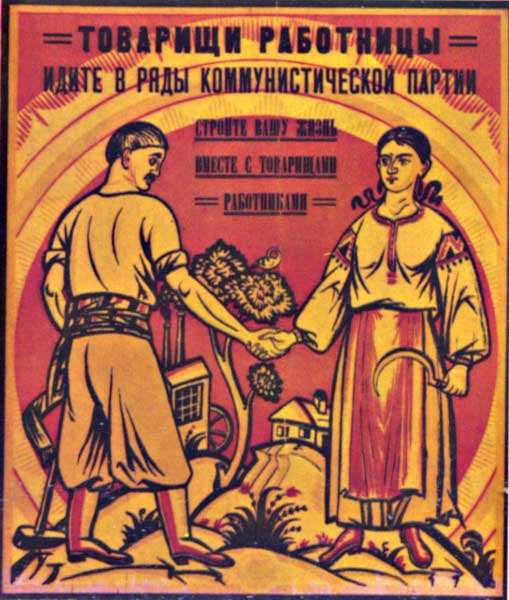 = ТОВАРИЩИ РАБОТНИЦЫ =
ИДИТЕ В РЯДЫ КОММУНИСТИЧЕСКОЙ ПАРТИИ
СТРОЙТЕ ВАШУ ЖИЗНЬ
ВМЕСТЕ С ТОВАРИЩАМИ
= РАБОТНИКАМИ =